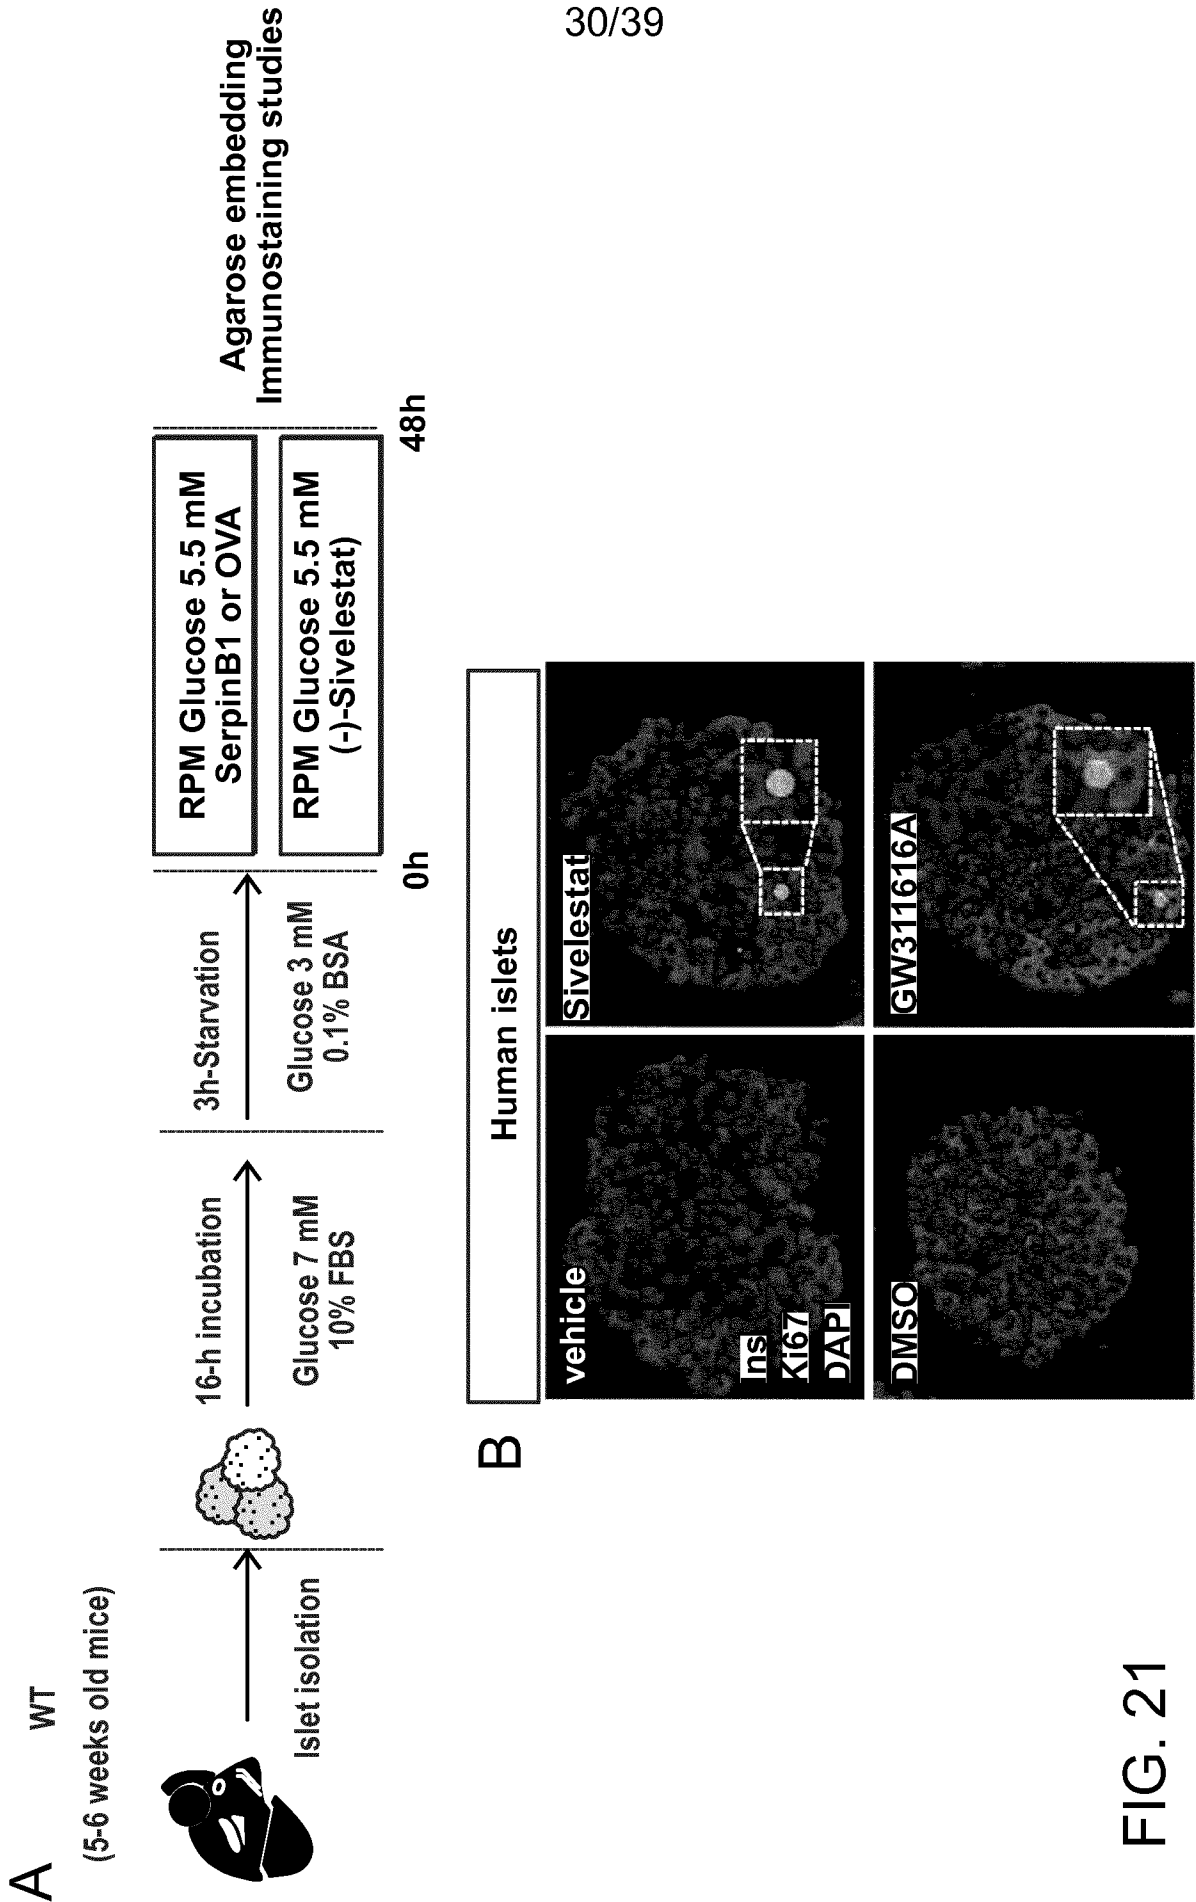 30/39
A
WT
(5-6 weeks old mice)
Islet isolation
16-h incubation
Glucose 7 mM
10% FBS
3h-Starvation
Glucose 3 mM
0.1% BSA
RPM Glucose 5.5 mM
SerpinB1 or OVA
RPM Glucose 5.5 mM
(-)-Sivelestat)
0h
48h
Agarose embedding
Immunostaining studies
B
Human islets
vehicle
Ins
Ki67
DAPI
Sivelestat
DMSO
GW311616A
FIG. 21